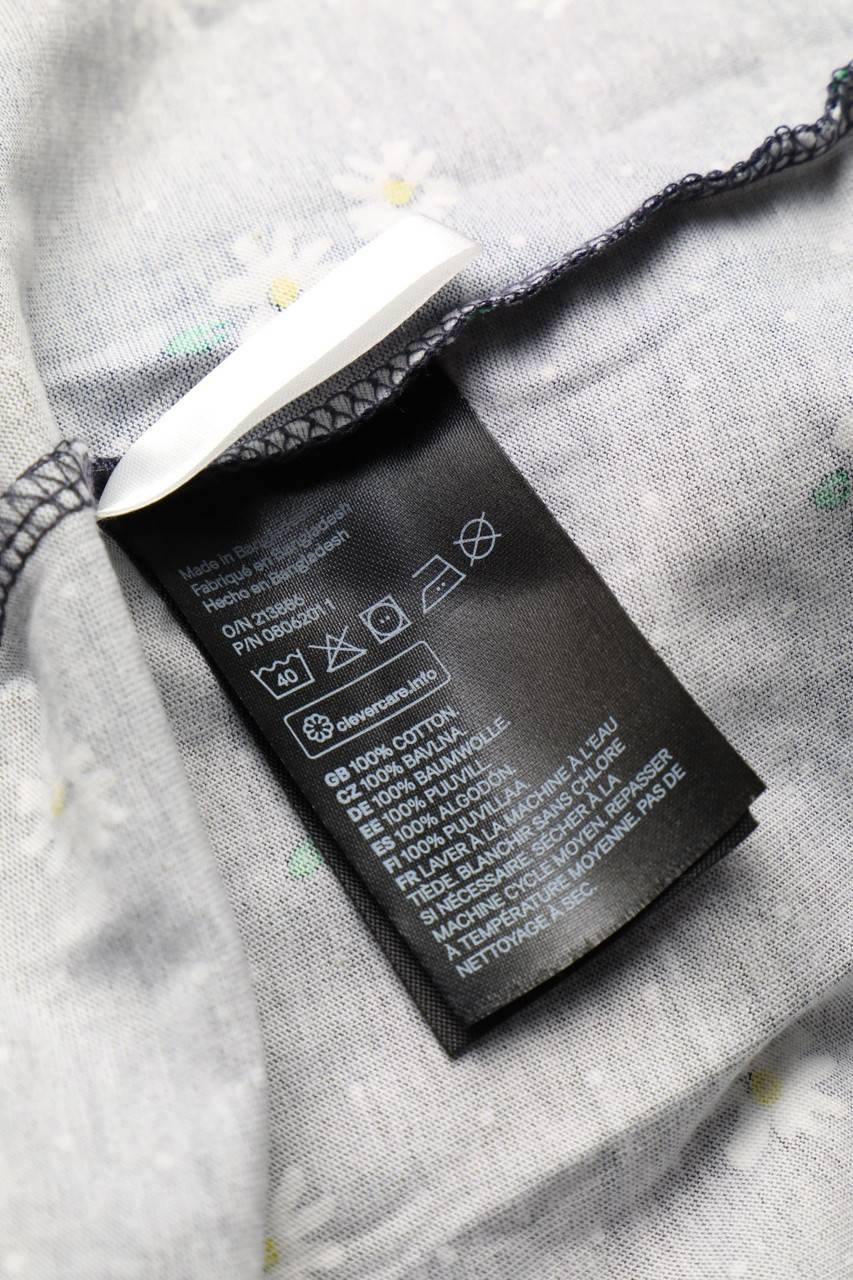 Made in Bangladesh
Fabriqué en Bangladesh
Hecho en Bangladesh
O/N 213886
P/N 0806201 1
40
clevercare.info
GB 100% COTTON.
CZ 100% BAVLNA.
DE 100% BAUMWOLLE.
EE 100% PUUVILL.
ES 100% ALGODÓN.
FI 100% PUUVILLAA.
FR LAVER À LA MACHINE À L'EAU
TIÈDE. BLANCHIR SANS CHLORE
SI NÉCESSAIRE. SÉCHER À LA
MACHINE CYCLE MOYEN. REPASSER
À TEMPÉRATURE MOYENNE. PAS DE
NETTOYAGE À SEC.